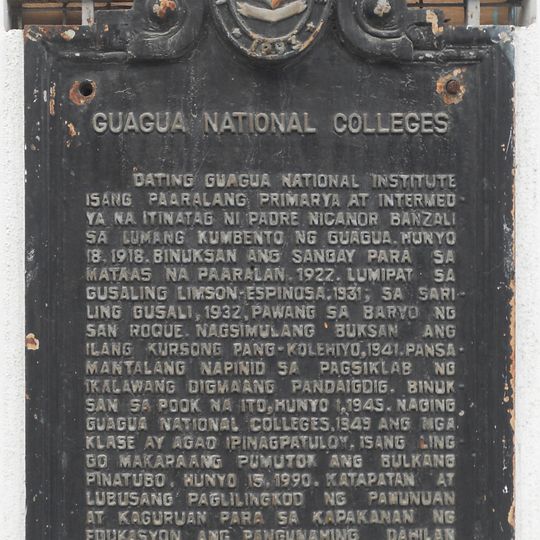 1893
GUAGUA NATIONAL COLLEGES
DATING GUAGUA NATIONAL INSTITUTE
ISANG PAARALANG PRIMARYA AT INTERMED
YA NA ITINATAG NI PADRE NICANOR BANZALI
SA LUMANG KUMBENTO NG GUAGUA. HUNYO
18. 1918. BINUKSAN ANG SANGAY PARA SA
MATAAS NA PAARALAN. 1922. LUMIPAT SA
GUSALING LIMSON-ESPINOSA. 1931; SA SARI
LING GUSALI, 1932, PAWANG SA BARYO NG
SAN ROQUE. NAGSIMULANG BUKSAN ANG
ILANG KURSONG PANG-KOLEHIYO, 1941. PANSA
MANTALANG NAPINID SA PAGSIKLAB NG
IKALAWANG DIGMAANG PANDAIGDIG. BINUK
SAN SA POOK NA ITO, HUNYO 1, 1945. NAGING
GUAGUA NATIONAL COLLEGES, 1949 ANG MGA
KLASE AY AGAD IPINAGPATULOY. ISANG LING
GO MAKARAANG PUMUTOK ANG BULKANG
PINATUBO. HUNYO 15, 1990. KATAPATAN AT
LUBUSANG PAGLILINGKOD NG PAMUNUAN
AT KAGURUAN PARA SA KAPAKANAN NG
EDUKASYON ANG PANGUNAMING DAHILAN